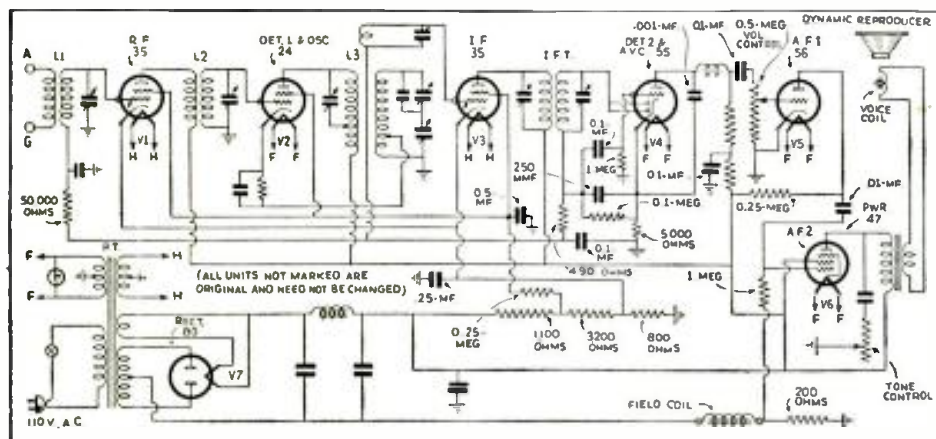 .001-MF
0.1-MF
0.5-MEG
VOL
CONTROL
DYNAMIC REPRODUCER
R F
35
DET. 1 & OSC
24
I F
35
DET 2 &
AVC 55
A F 1
56
A
L1
L2
L3
I F T
VOICE
COIL
G
V1
V2
V3
V4
V5
H H
F F
H H
F F
F F
0.1
MF
1 MEG
250
MMF
0.5
MF
0.1-MF
0.1-MEG
0.25-MEG
5,000
OHMS
0.1
MF
490 OHMS
PWR
47
A F 2
1 MEG
V6
F F
50,000
OHMS
P.T.
F H
F H
(ALL UNITS NOT MARKED ARE
ORIGINAL AND NEED NOT BE CHANGED)
.25-MF
0.25-
MEG
1100
OHMS
3200
OHMS
800
OHMS
RECT.
V7
110 V, A C
FIELD COIL
200
OHMS
TONE
CONTROL